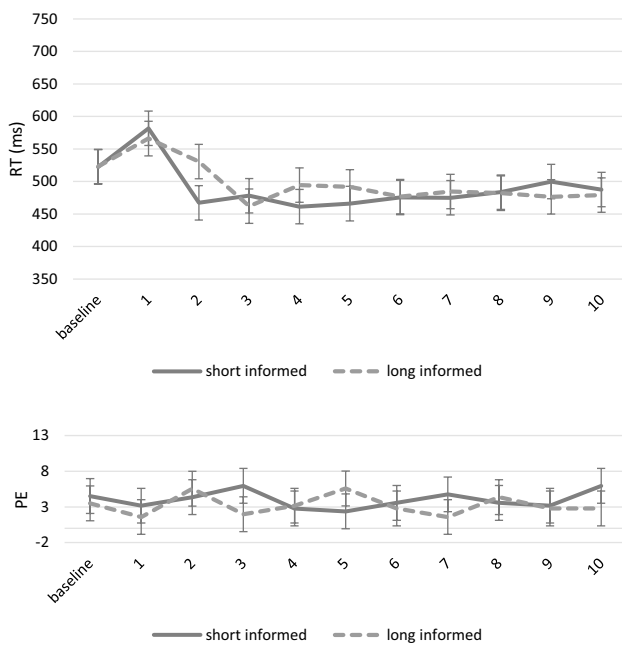 750
700
650
600
550
500
450
400
350
RT (ms)
baseline 1 2 3 4 5 6 7 8 9 10
short informed long informed
13
8
3
-2
PE
baseline 1 2 3 4 5 6 7 8 9 10
short informed long informed